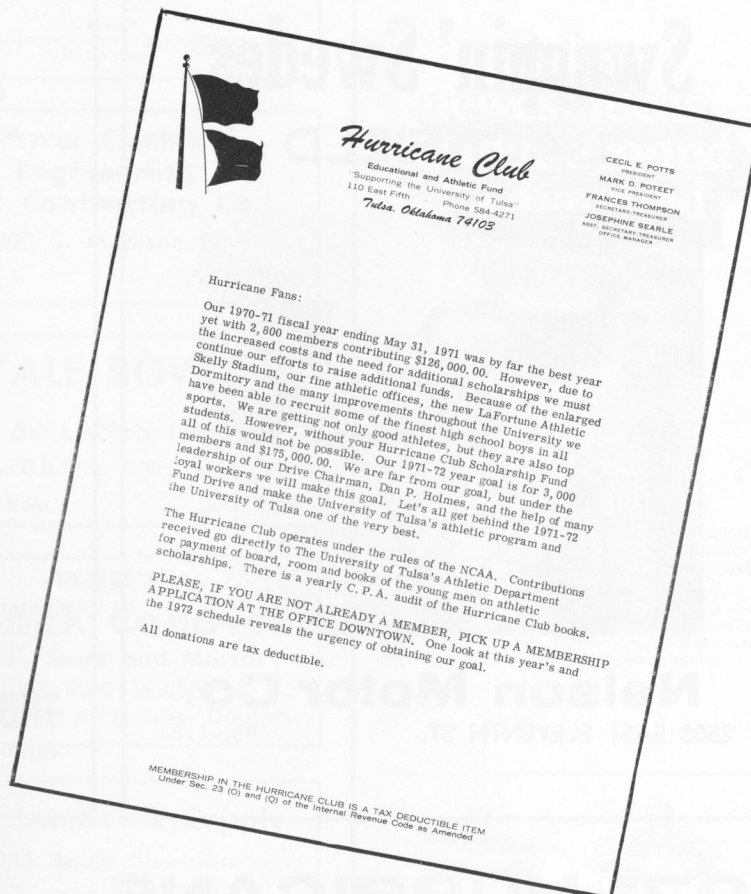 Hurricane Club
Educational and Athletic Fund
"Supporting the University of Tulsa"
110 East Fifth · Phone 584-4271
Tulsa, Oklahoma 74103
CECIL E. POTTS
PRESIDENT
MARK D. POTEET
VICE PRESIDENT
FRANCES THOMPSON
SECRETARY-TREASURER
JOSEPHINE SEARLE
ASST. SECRETARY-TREASURER
OFFICE MANAGER
Hurricane Fans:
Our 1970-71 fiscal year ending May 31, 1971 was by far the best year
yet with 2,800 members contributing $126,000.00. However, due to
the increased costs and the need for additional scholarships we must
continue our efforts to raise additional funds. Because of the enlarged
Skelly Stadium, our fine athletic offices, the new LaFortune Athletic
Dormitory and the many improvements throughout the University we
have been able to recruit some of the finest high school boys in all
sports. We are getting not only good athletes, but they are also top
students. However, without your Hurricane Club Scholarship Fund
all of this would not be possible. Our 1971-72 year goal is for 3,000
members and $175,000.00. We are far from our goal, but under the
leadership of our Drive Chairman, Dan P. Holmes, and the help of many
loyal workers we will make this goal. Let's all get behind the 1971-72
Fund Drive and make the University of Tulsa's athletic program and
the University of Tulsa one of the very best.
The Hurricane Club operates under the rules of the NCAA. Contributions
received go directly to The University of Tulsa's Athletic Department
for payment of board, room and books of the young men on athletic
scholarships. There is a yearly C.P.A. audit of the Hurricane Club books.
PLEASE, IF YOU ARE NOT ALREADY A MEMBER, PICK UP A MEMBERSHIP
APPLICATION AT THE OFFICE DOWNTOWN. One look at this year's and
the 1972 schedule reveals the urgency of obtaining our goal.
All donations are tax deductible.
MEMBERSHIP IN THE HURRICANE CLUB IS A TAX DEDUCTIBLE ITEM
Under Sec. 23 (O) and (Q) of the Internal Revenue Code as Amended
Swangin' Swedes
Nelson Motor Co.
2508 EAST ELEVENTH ST.